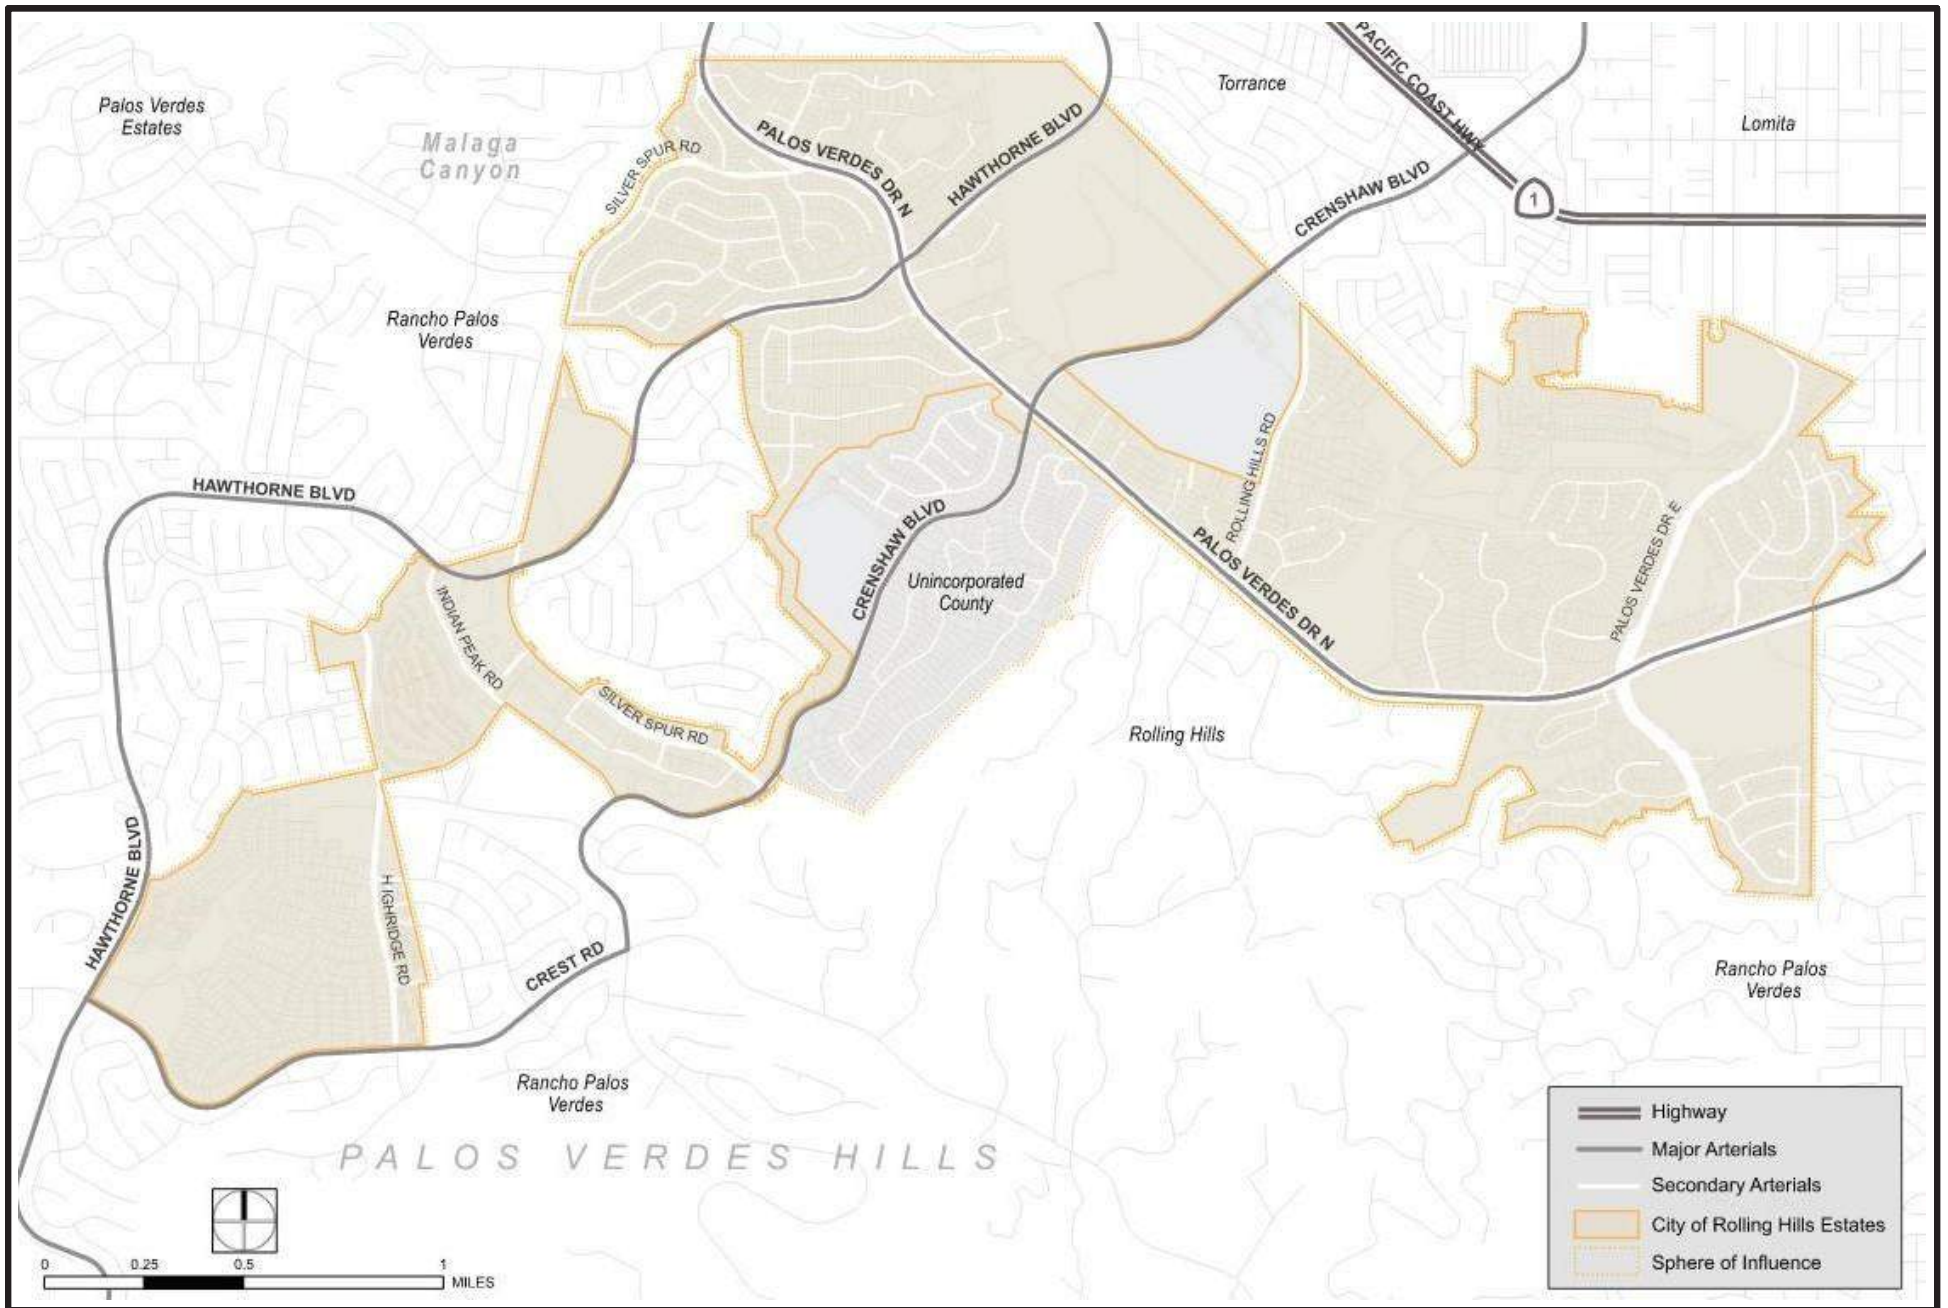 PACIFIC COAST HWY
Torrance
Palos Verdes
Estates
Malaga
Canyon
Lomita
SILVER SPUR RD
PALOS VERDES DR N
HAWTHORNE BLVD
CRENSHAW BLVD
1
Rancho Palos
Verdes
HAWTHORNE BLVD
ROLLING HILLS RD
CRENSHAW BLVD
PALOS VERDES DR N
PALOS VERDES DR E
Unincorporated
County
INDIAN PEAK RD
SILVER SPUR RD
Rolling Hills
HAWTHORNE BLVD
HIGHRIDGE RD
CREST RD
Rancho Palos
Verdes
Rancho Palos
Verdes
PALOS VERDES HILLS
Highway
Major Arterials
Secondary Arterials
City of Rolling Hills Estates
Sphere of Influence
0 0.25 0.5 1
MILES